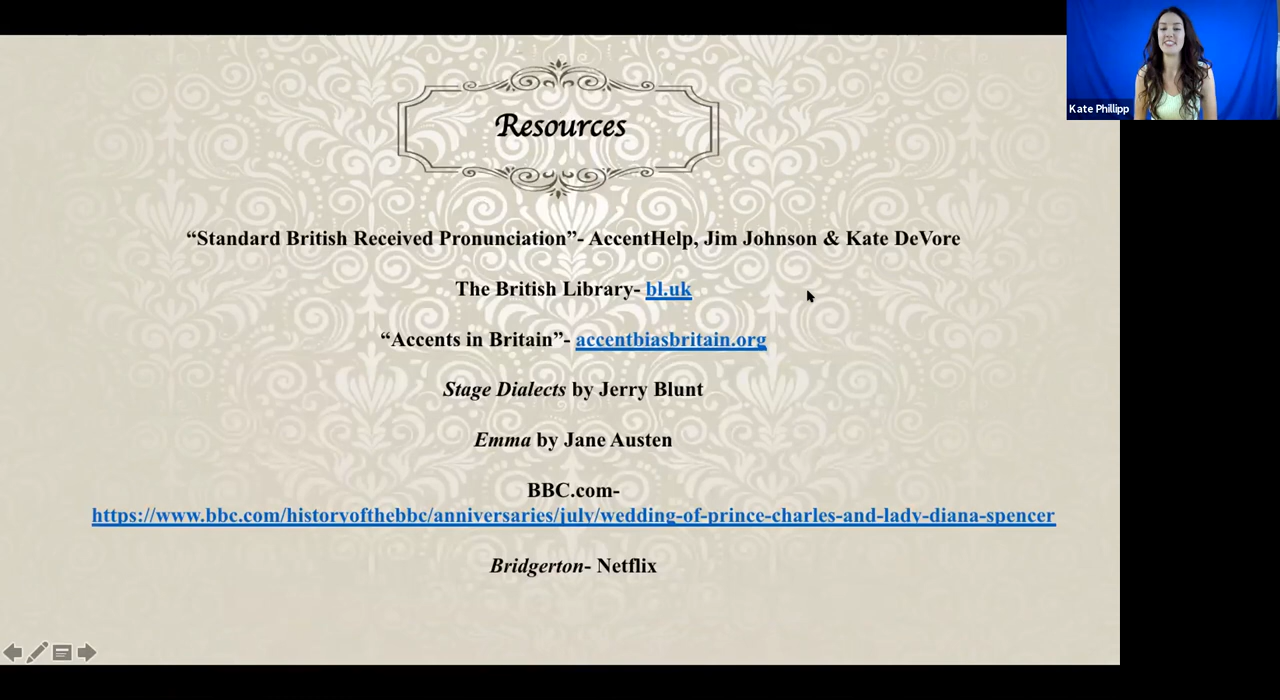 Resources
“Standard British Received Pronunciation”- AccentHelp, Jim Johnson & Kate DeVore
The British Library- bl.uk
“Accents in Britain”- accentbiasbritain.org
Stage Dialects by Jerry Blunt
Emma by Jane Austen
BBC.com-
https://www.bbc.com/historyofthebbc/anniversaries/july/wedding-of-prince-charles-and-lady-diana-spencer
Bridgerton- Netflix
Kate Phillipp